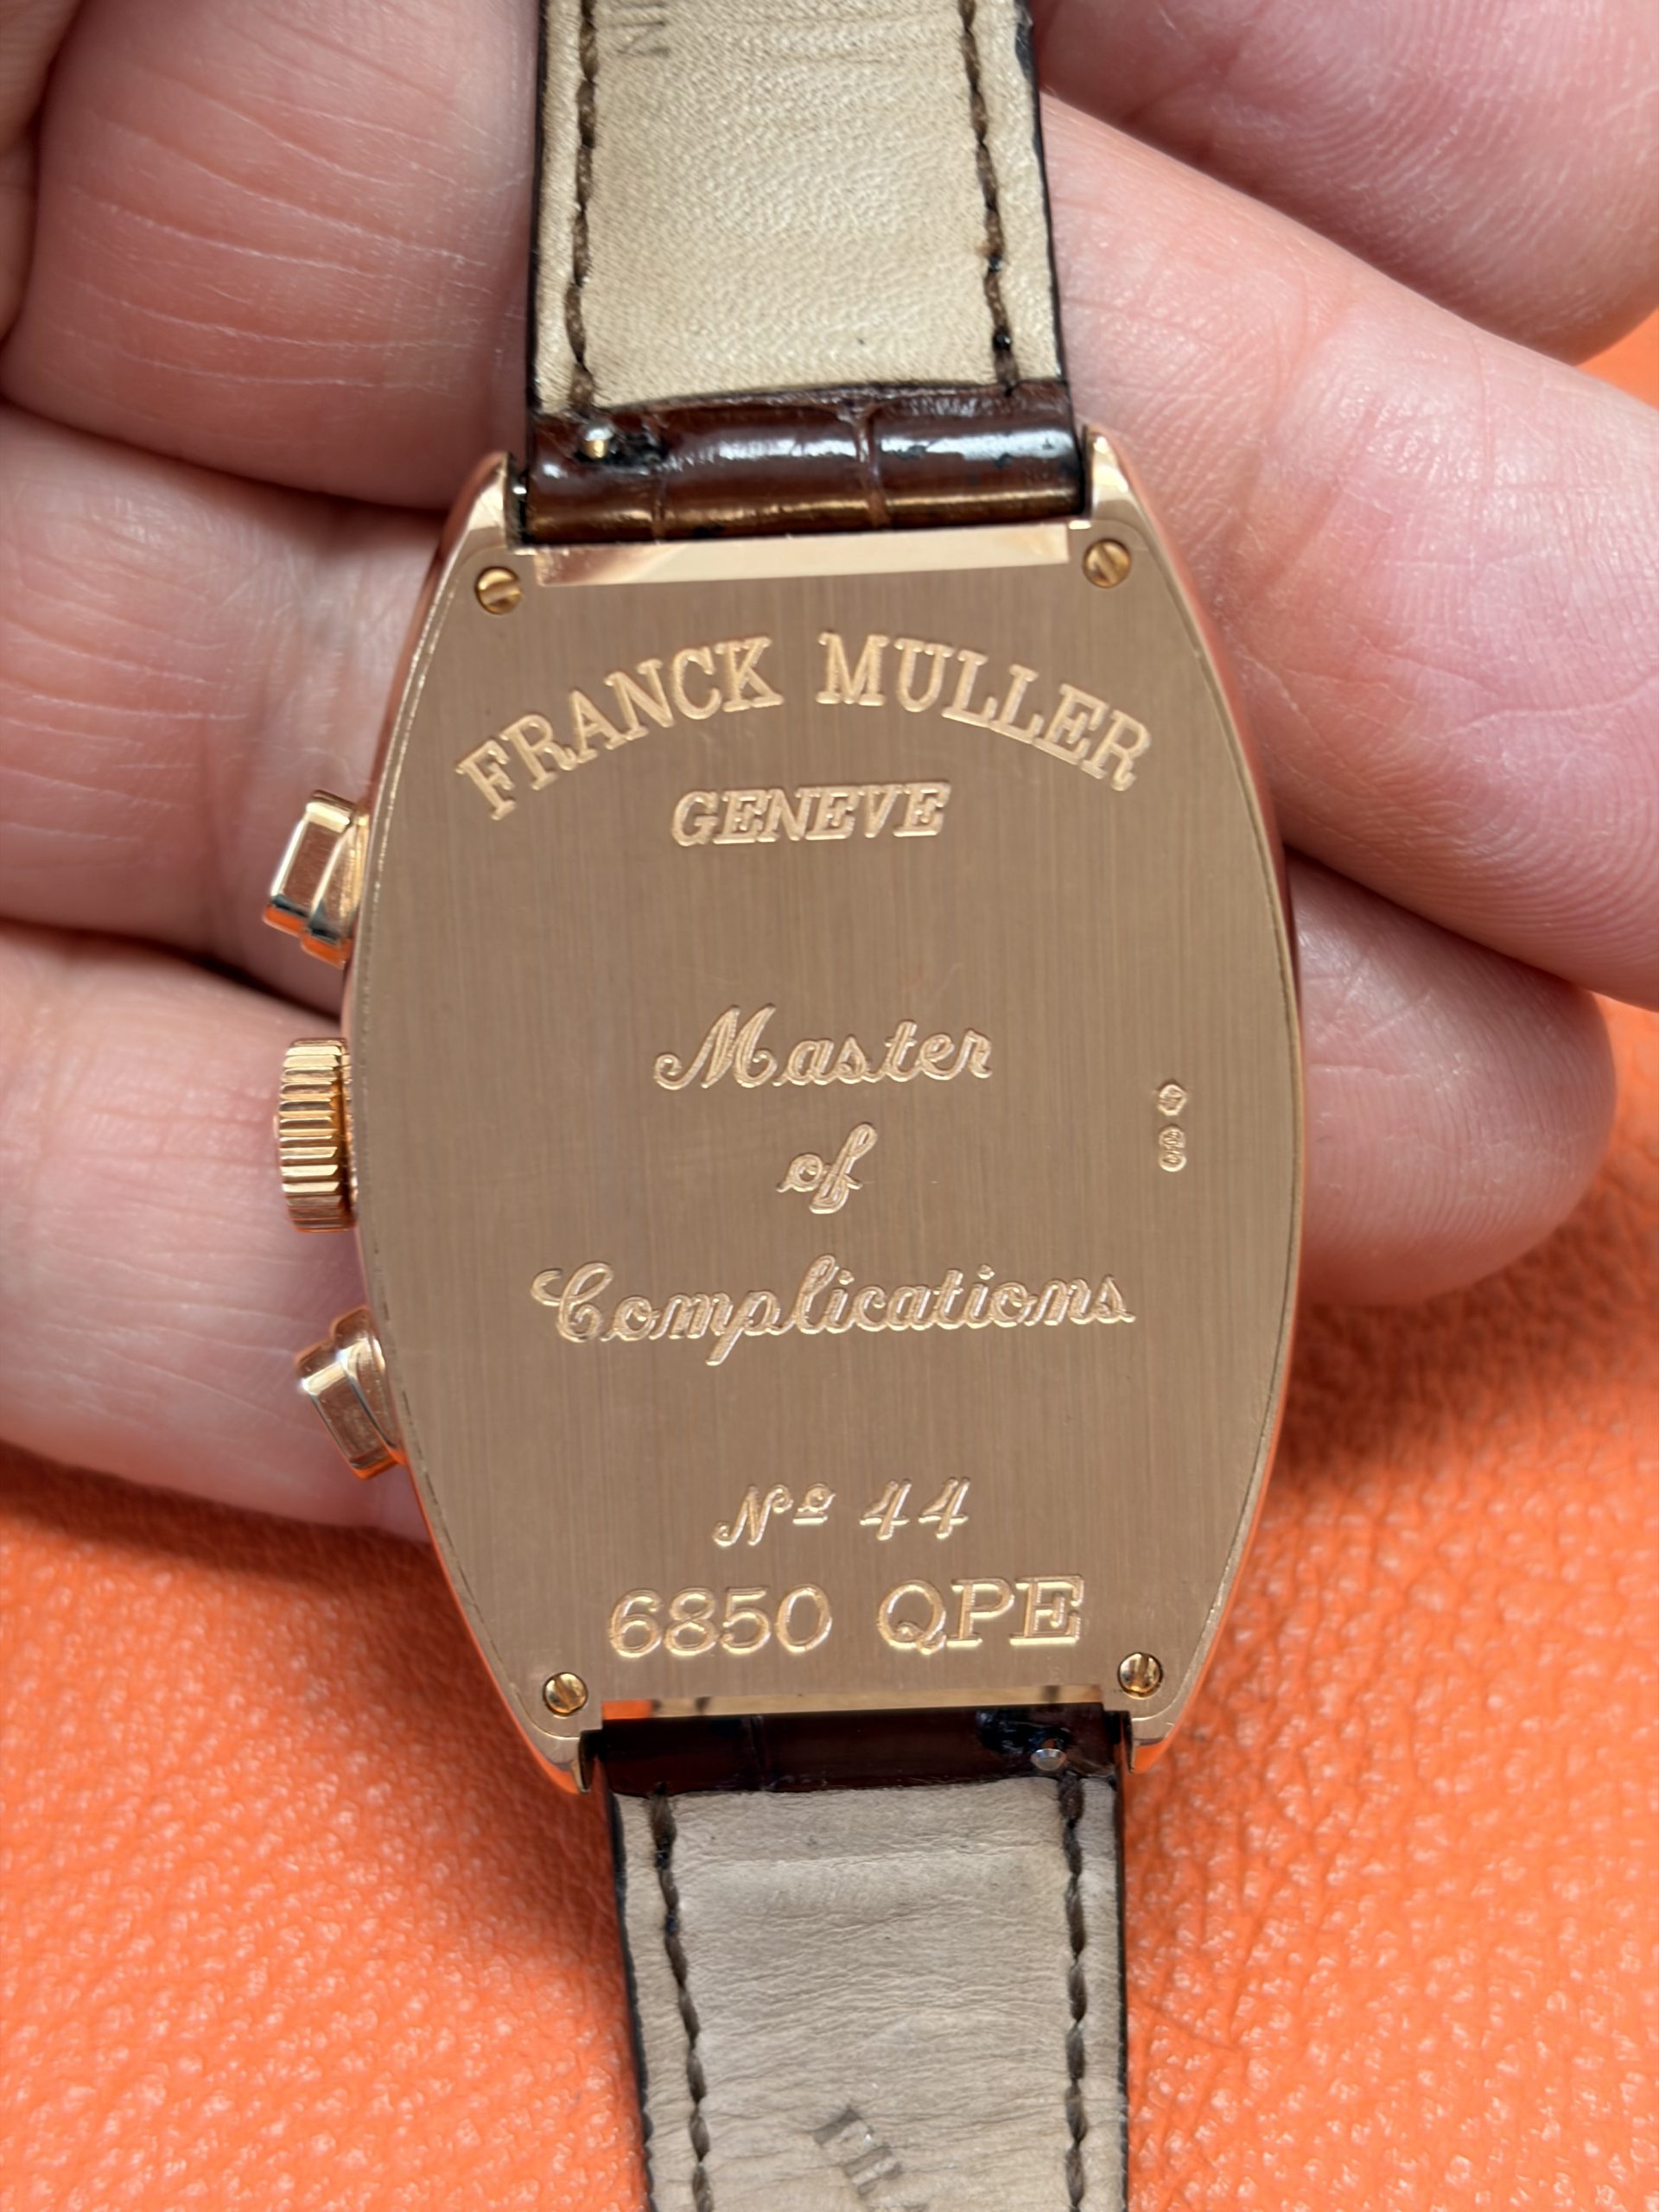 FRANCK MULLER
GENEVE
Master
of
Complications
Nº 44
6850 QPE